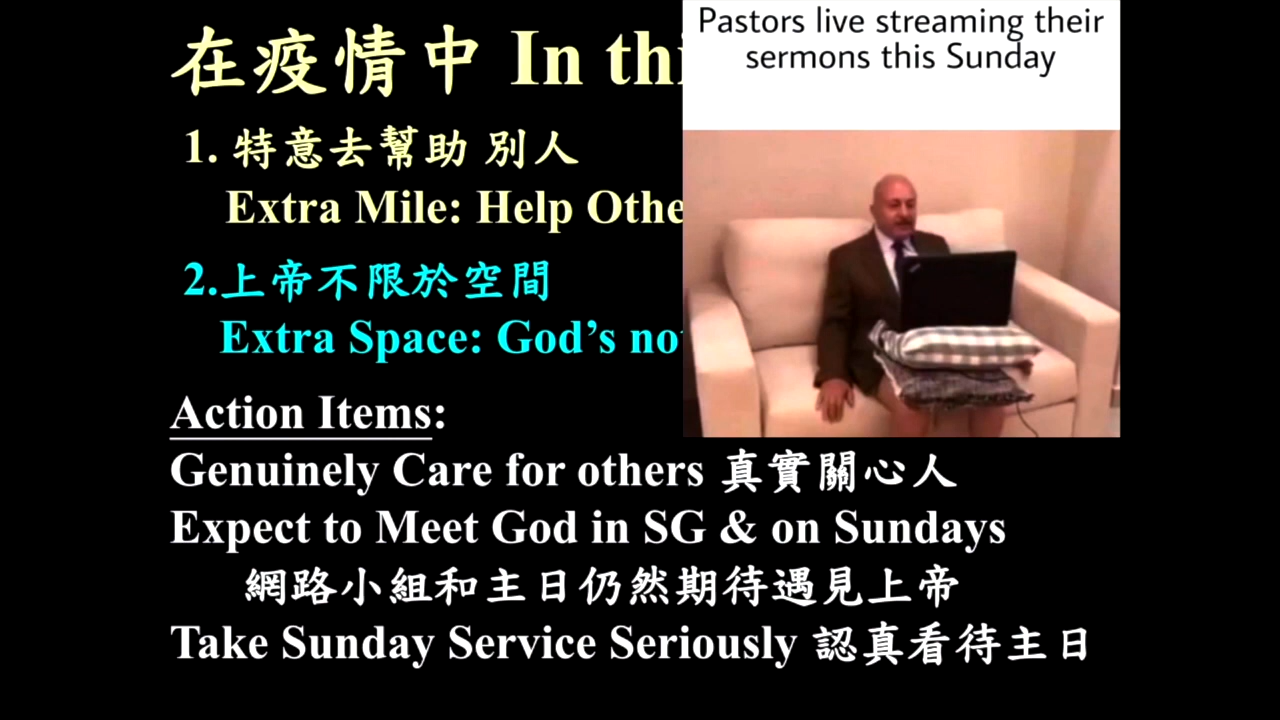 在疫情中 In thi
1. 特意去幫助 別人
Extra Mile: Help Othe
2.上帝不限於空間
Extra Space: God’s no
Action Items:
Genuinely Care for others 真實關心人
Expect to Meet God in SG & on Sundays
網路小組和主日仍然期待遇見上帝
Take Sunday Service Seriously 認真看待主日
Pastors live streaming their
sermons this Sunday